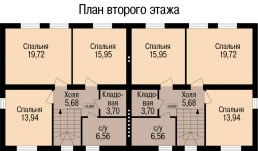 План второго этажа
Спальня
19,72
Спальня
15,95
Спальня
15,95
Спальня
19,72
Холл
5,68
Кладо-
вая
3,70
Кладо-
вая
3,70
Холл
5,68
Спальня
13,94
с/у
6,56
с/у
6,56
Спальня
13,94